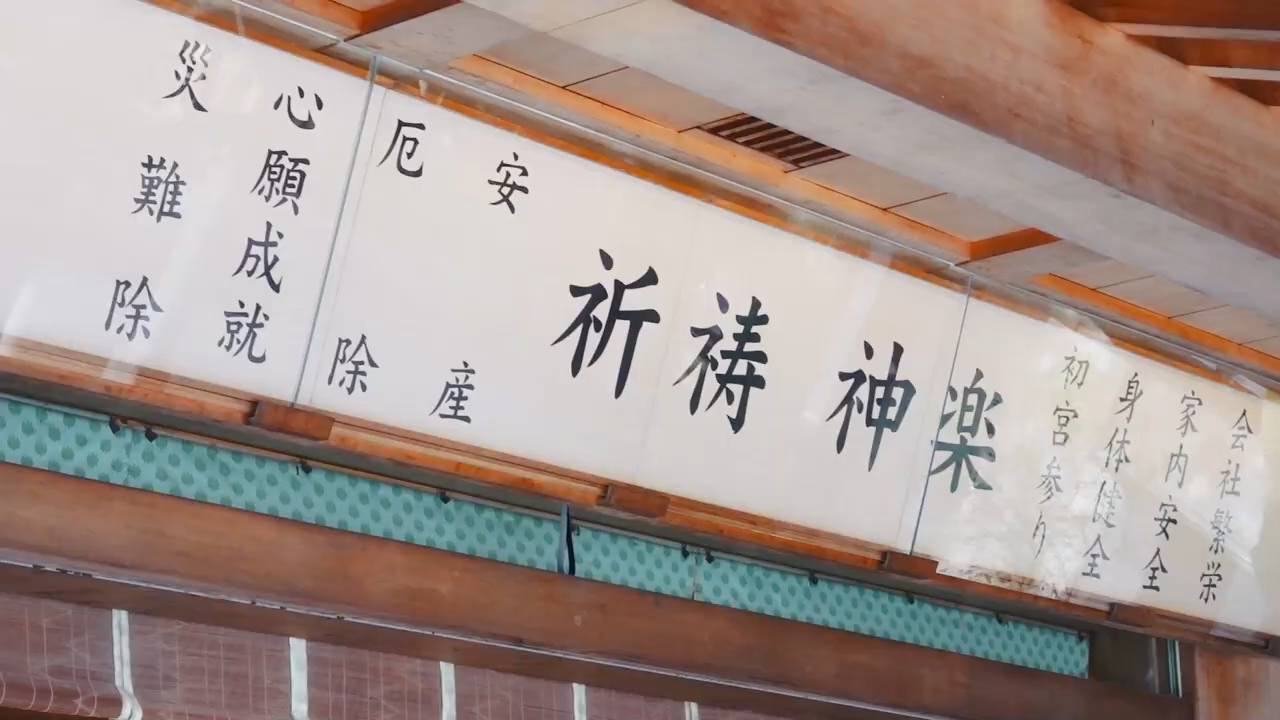 会社繁栄
家内安全
身体健全
初宮参り
神楽
祈祷
安産
厄除
心願成就
災難除